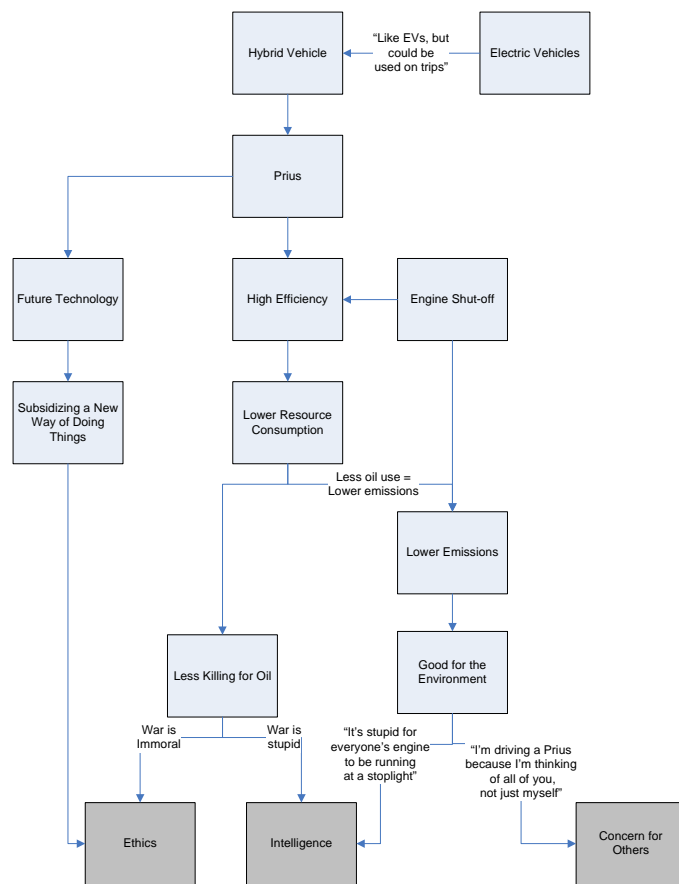 Hybrid Vehicle
“Like EVs, but
could be
used on trips”
Electric Vehicles
Prius
Future Technology
High Efficiency
Engine Shut-off
Subsidizing a New
Way of Doing
Things
Lower Resource
Consumption
Less oil use =
Lower emissions
Lower Emissions
Less Killing for Oil
Good for the
Environment
War is
Immoral
War is
stupid
“It’s stupid for
everyone’s engine
to be running
at a stoplight”
“I’m driving a Prius
because I’m thinking
of all of you,
not just myself”
Ethics
Intelligence
Concern for
Others